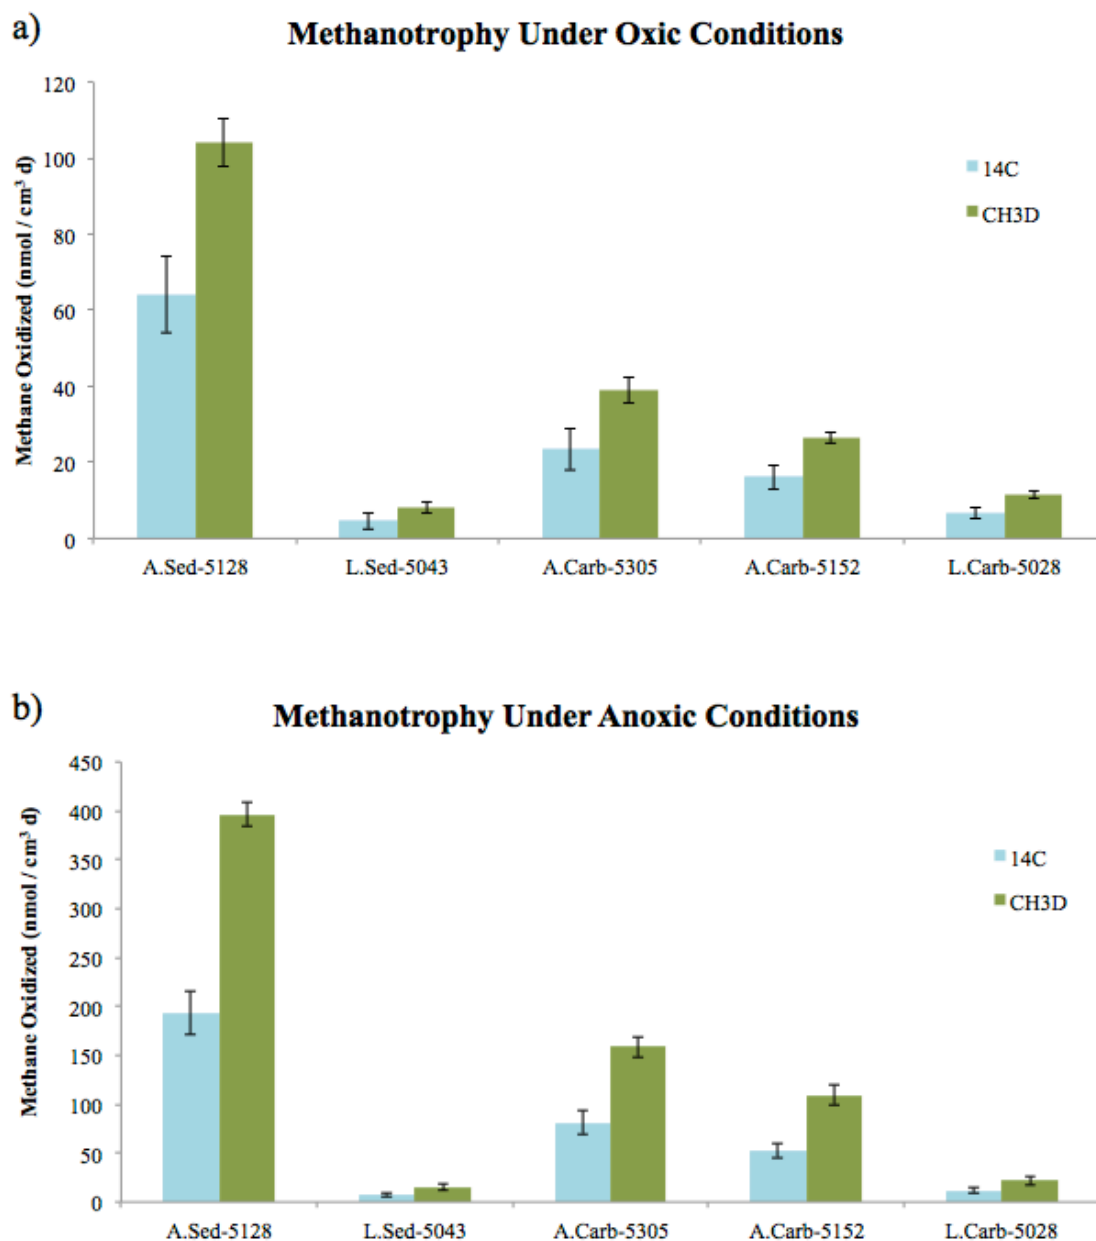 a)
Methanotrophy Under Oxic Conditions
Methane Oxidized (nmol / cm³ d)
120
100
80
60
40
20
0
14C
CH3D
A.Sed-5128 L.Sed-5043 A.Carb-5305 A.Carb-5152 L.Carb-5028
b)
Methanotrophy Under Anoxic Conditions
Methane Oxidized (nmol / cm³ d)
450
400
350
300
250
200
150
100
50
0
14C
CH3D
A.Sed-5128 L.Sed-5043 A.Carb-5305 A.Carb-5152 L.Carb-5028